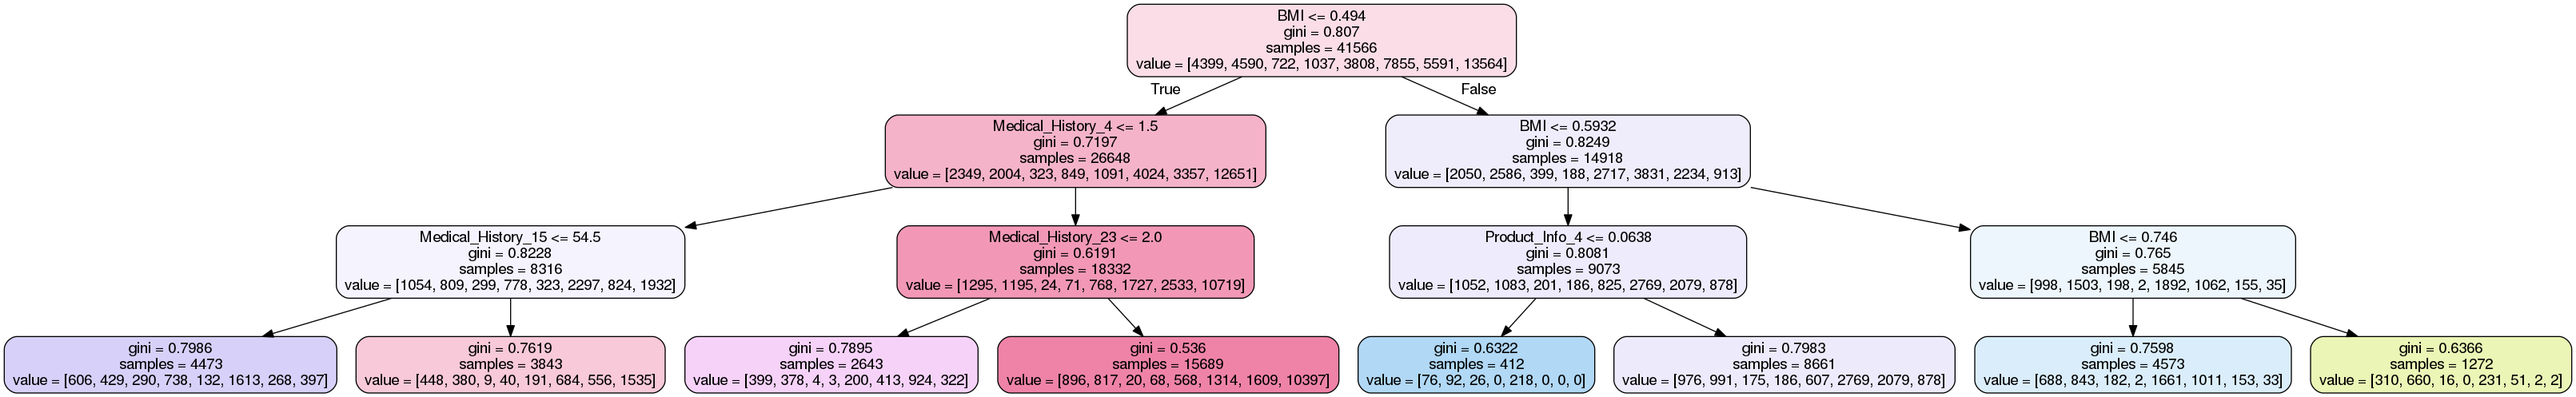 BMI <= 0.494
gini = 0.807
samples = 41566
value = [4399, 4590, 722, 1037, 3808, 7855, 5591, 13564]
True
False
Medical_History_4 <= 1.5
gini = 0.7197
samples = 26648
value = [2349, 2004, 323, 849, 1091, 4024, 3357, 12651]
BMI <= 0.5932
gini = 0.8249
samples = 14918
value = [2050, 2586, 399, 188, 2717, 3831, 2234, 913]
Medical_History_15 <= 54.5
gini = 0.8228
samples = 8316
value = [1054, 809, 299, 778, 323, 2297, 824, 1932]
Medical_History_23 <= 2.0
gini = 0.6191
samples = 18332
value = [1295, 1195, 24, 71, 768, 1727, 2533, 10719]
Product_Info_4 <= 0.0638
gini = 0.8081
samples = 9073
value = [1052, 1083, 201, 186, 825, 2769, 2079, 878]
BMI <= 0.746
gini = 0.765
samples = 5845
value = [998, 1503, 198, 2, 1892, 1062, 155, 35]
gini = 0.7986
samples = 4473
value = [606, 429, 290, 738, 132, 1613, 268, 397]
gini = 0.7619
samples = 3843
value = [448, 380, 9, 40, 191, 684, 556, 1535]
gini = 0.7895
samples = 2643
value = [399, 378, 4, 3, 200, 413, 924, 322]
gini = 0.536
samples = 15689
value = [896, 817, 20, 68, 568, 1314, 1609, 10397]
gini = 0.6322
samples = 412
value = [76, 92, 26, 0, 218, 0, 0, 0]
gini = 0.7983
samples = 8661
value = [976, 991, 175, 186, 607, 2769, 2079, 878]
gini = 0.7598
samples = 4573
value = [688, 843, 182, 2, 1661, 1011, 153, 33]
gini = 0.6366
samples = 1272
value = [310, 660, 16, 0, 231, 51, 2, 2]